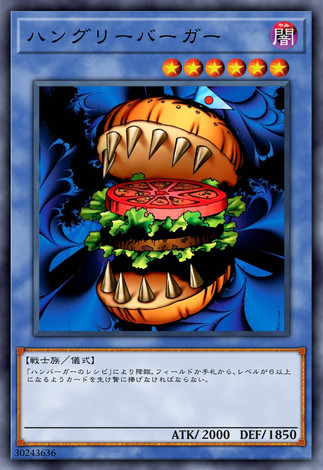 ハングリーバーガー
闇
やみ
【戦士族／儀式】
「ハンバーガーのレシピ」により降臨。フィールドか手札から、レベルが６以上
になるようカードを生け贄に捧げなければならない。
ATK/ 2000 DEF/1850
30243636